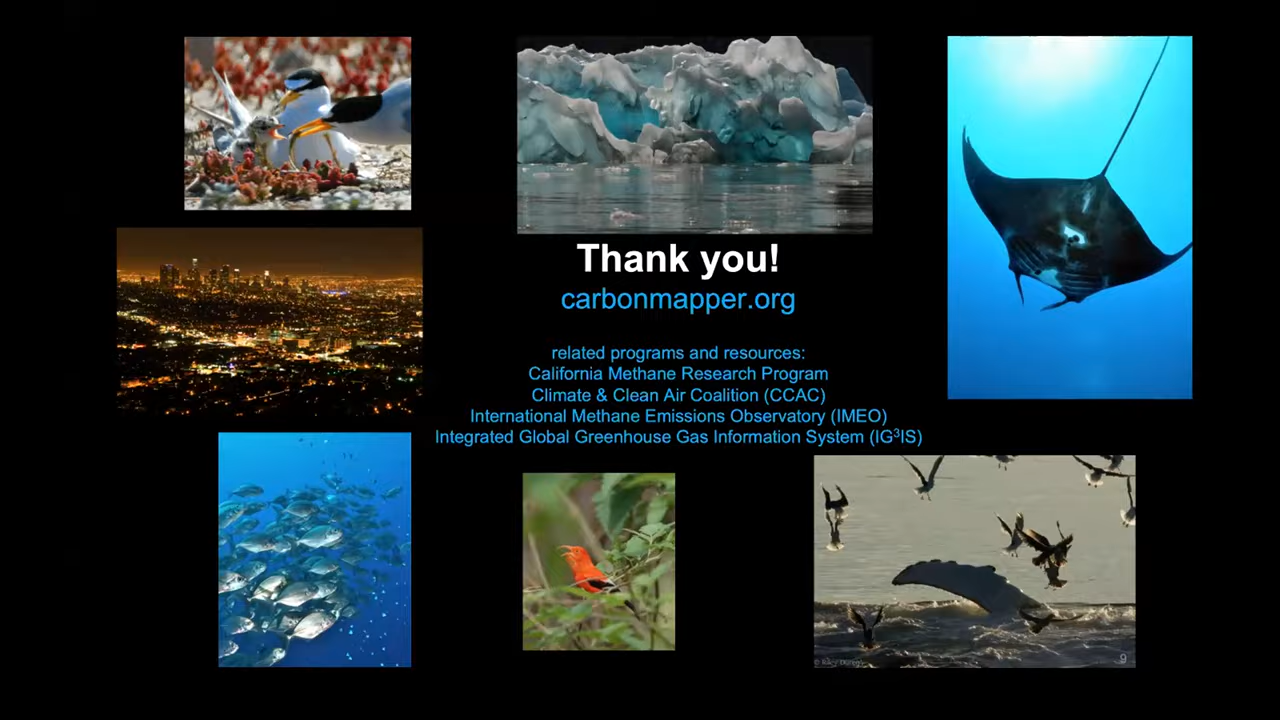 Thank you!
carbonmapper.org
related programs and resources:
California Methane Research Program
Climate & Clean Air Coalition (CCAC)
International Methane Emissions Observatory (IMEO)
Integrated Global Greenhouse Gas Information System (IG³IS)
9